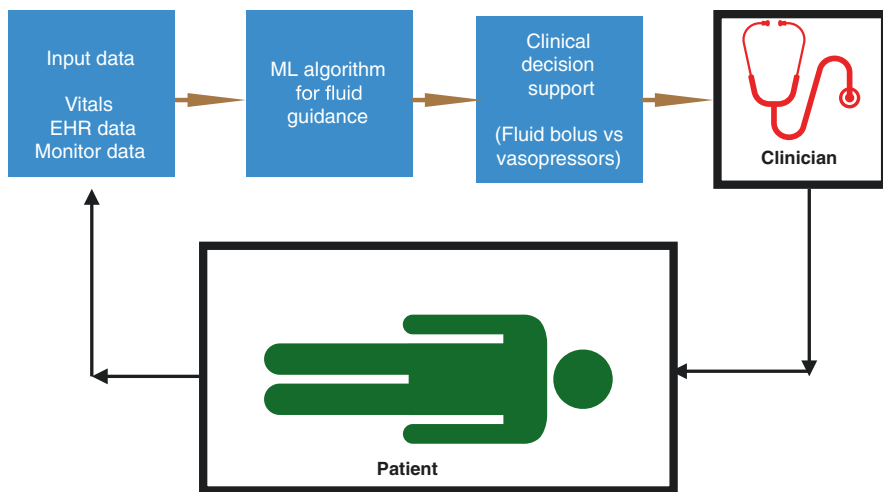 Input data
Vitals
EHR data
Monitor data
ML algorithm
for fluid
guidance
Clinical
decision
support
(Fluid bolus vs
vasopressors)
Clinician
Patient